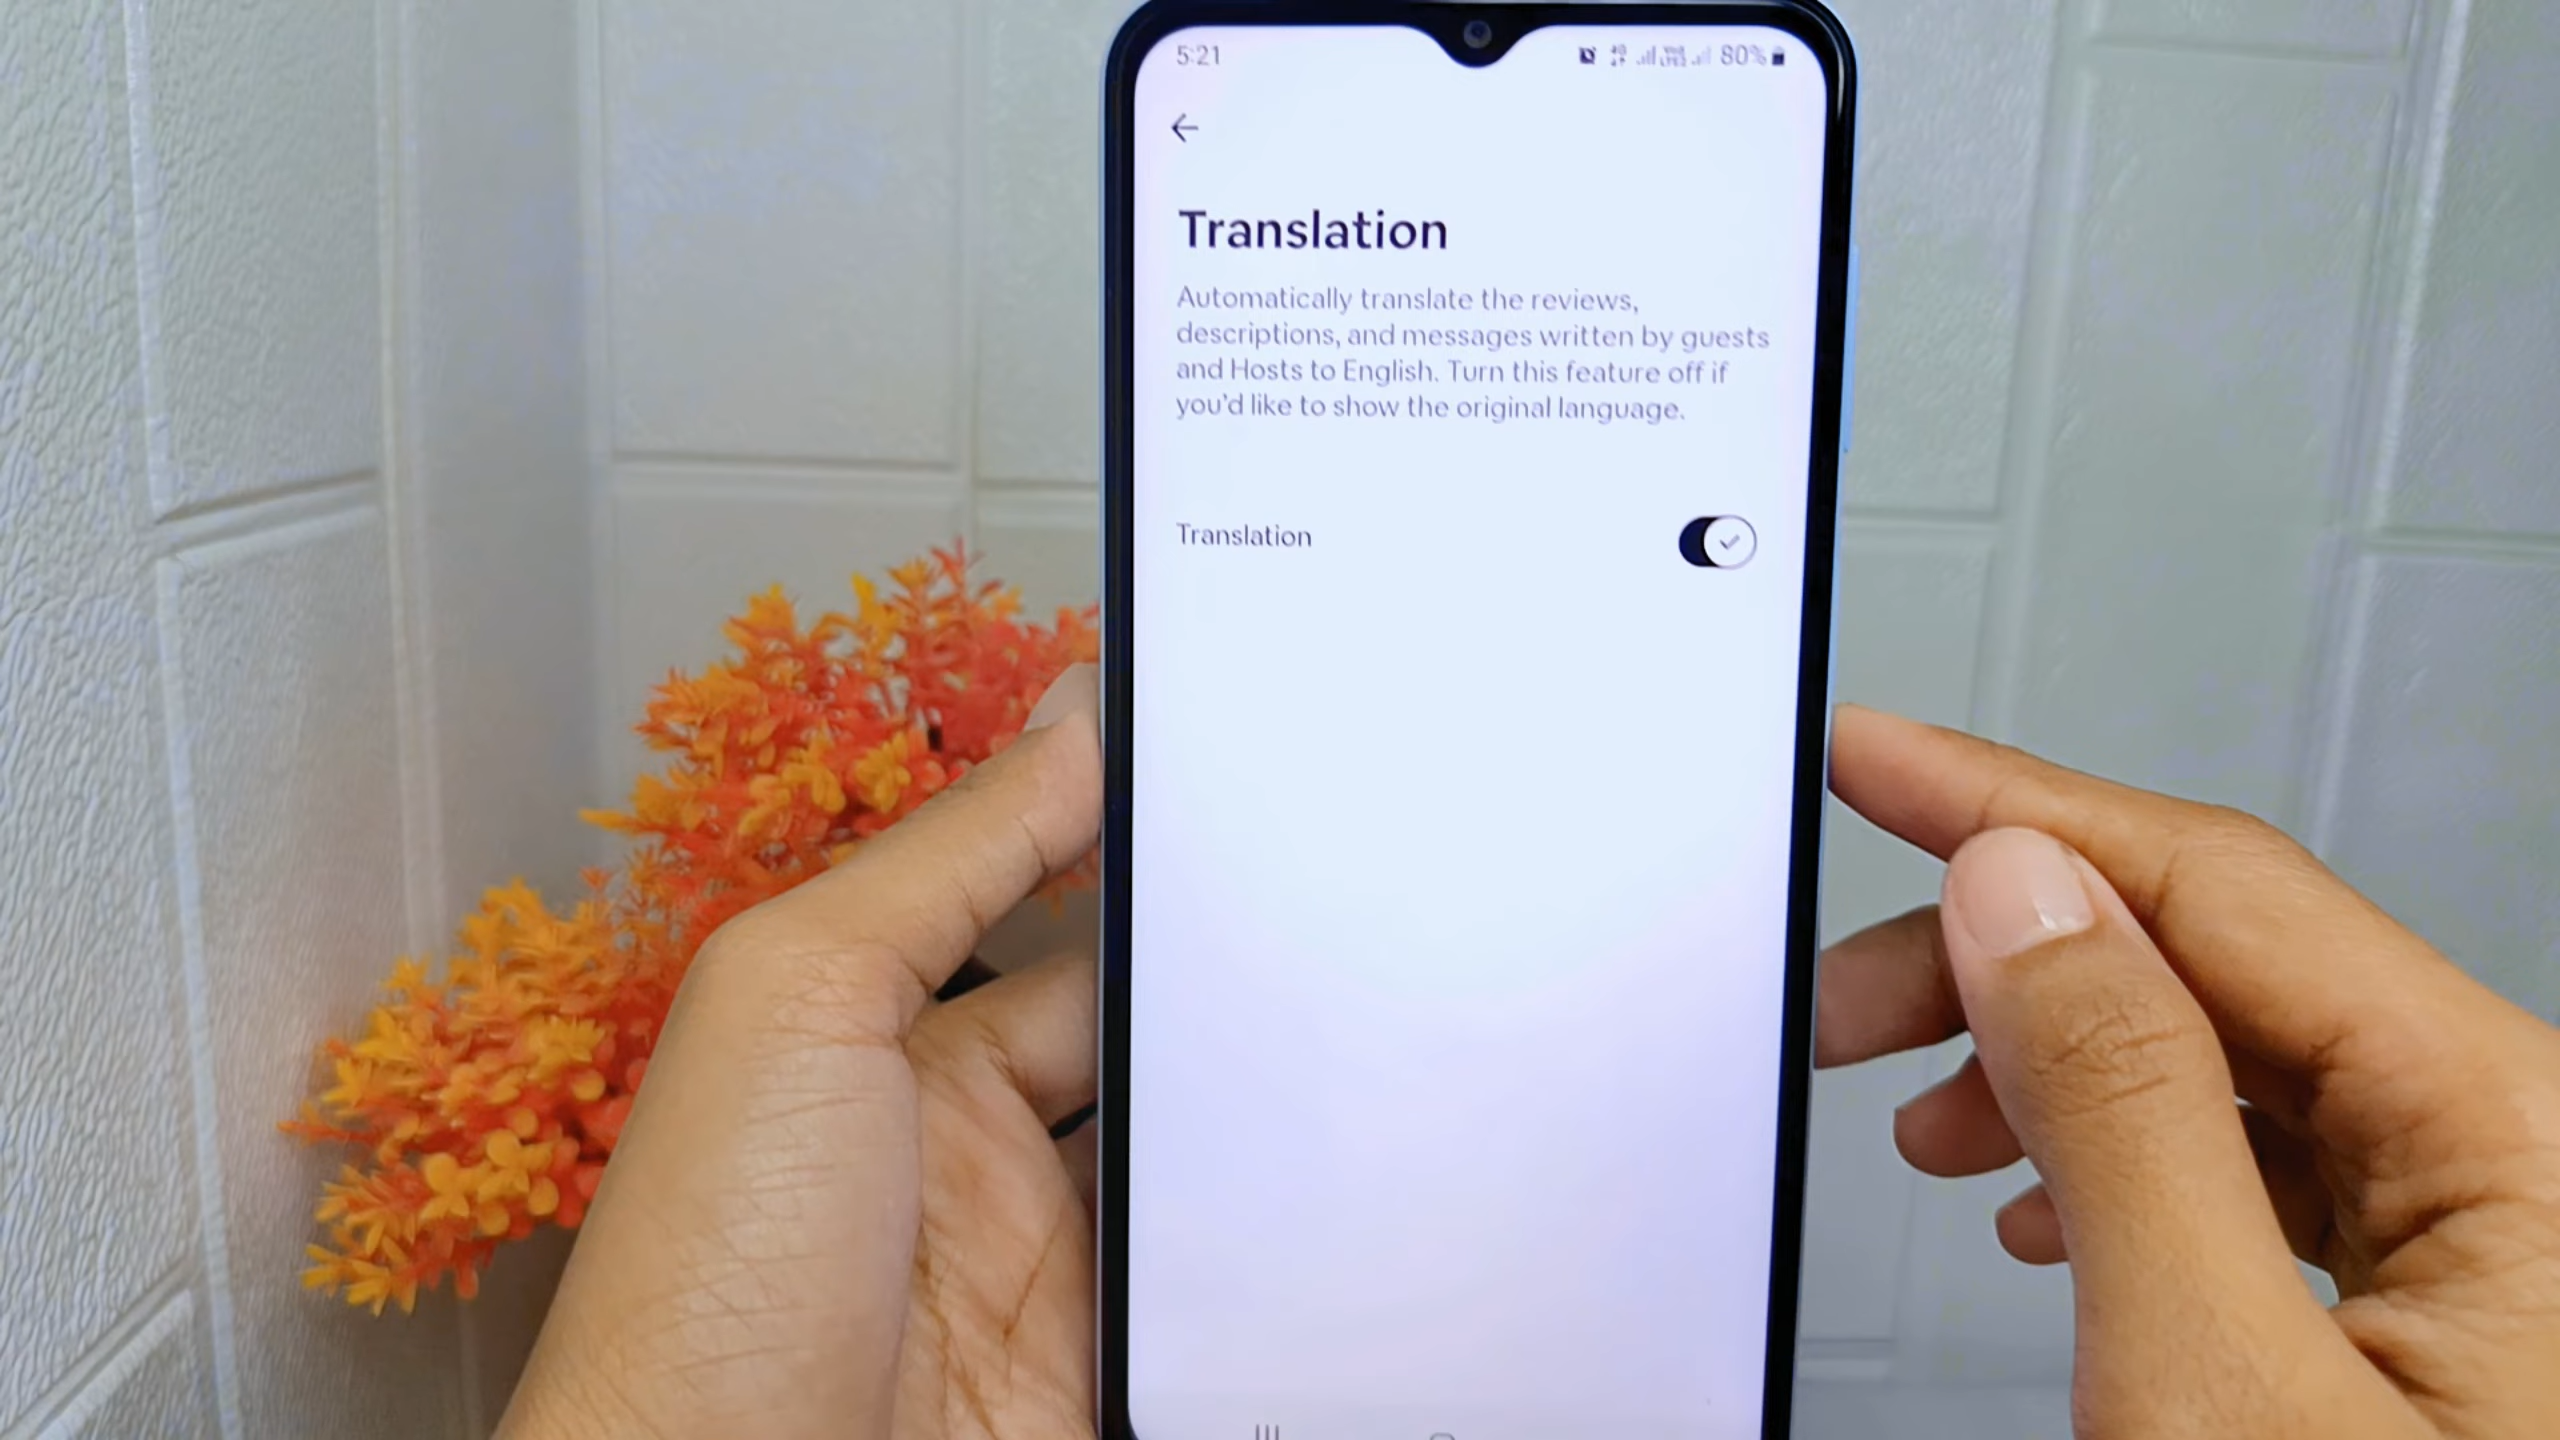 5:21
80%
Translation
Automatically translate the reviews,
descriptions, and messages written by guests
and Hosts to English. Turn this feature off if
you'd like to show the original language.
Translation